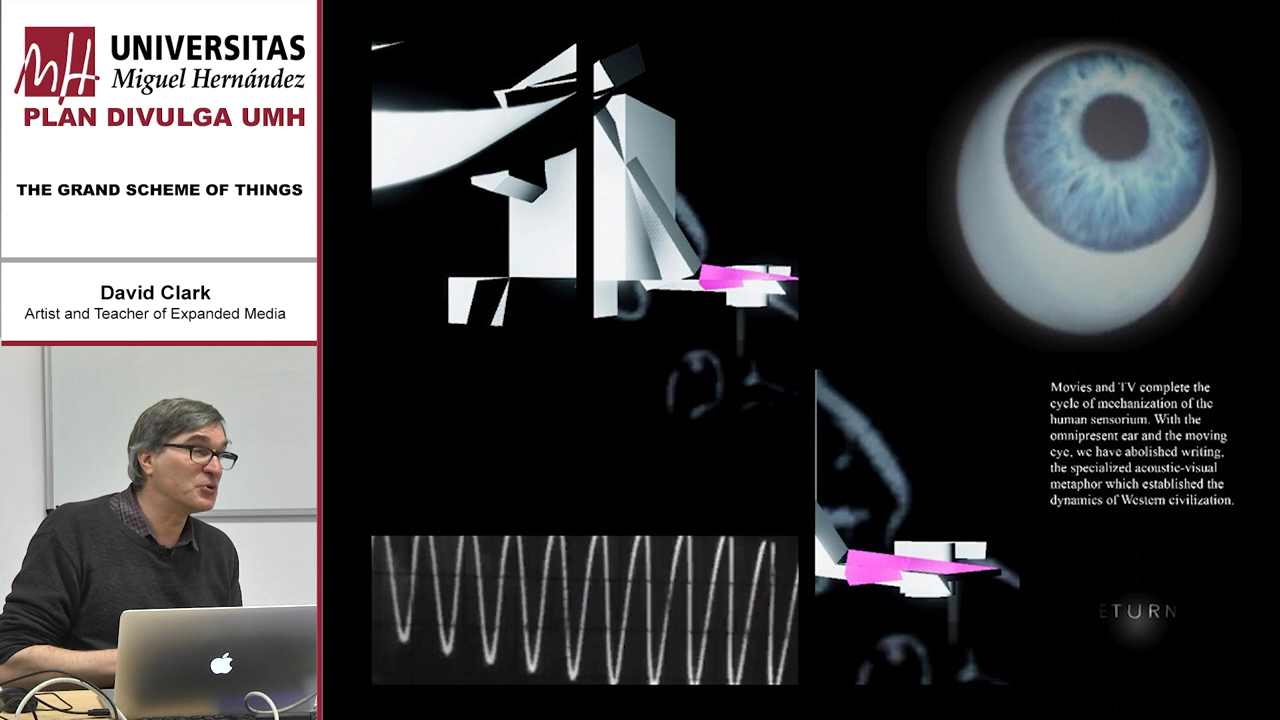 UNIVERSITAS
Miguel Hernández
PLAN DIVULGA UMH
THE GRAND SCHEME OF THINGS
David Clark
Artist and Teacher of Expanded Media
Movies and TV complete the
cycle of mechanization of the
human sensorium. With the
omnipresent ear and the moving
eye, we have abolished writing,
the specialized acoustic-visual
metaphor which established the
dynamics of Western civilization.
ETURN